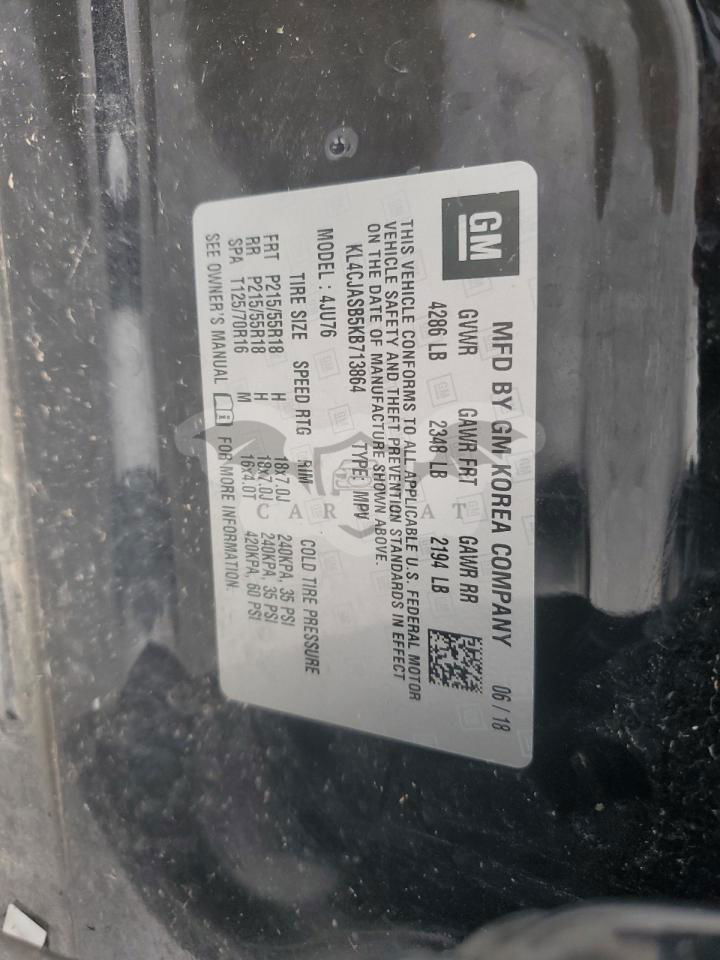 GM
MFD BY GM KOREA COMPANY 06 / 18
GVWR GAWR FRT GAWR RR
4286 LB 2348 LB 2194 LB
THIS VEHICLE CONFORMS TO ALL APPLICABLE U.S. FEDERAL MOTOR
VEHICLE SAFETY AND THEFT PREVENTION STANDARDS IN EFFECT
ON THE DATE OF MANUFACTURE SHOWN ABOVE.
KL4CJASB5KB713864 TYPE: MPV
MODEL : 4JU76
TIRE SIZE SPEED RTG RIM COLD TIRE PRESSURE
FRT P215/55R18 H 18x7.0J 240KPA, 35 PSI
RR P215/55R18 H 18x7.0J 240KPA, 35 PSI
SPA T125/70R16 M 16x4.0T 420KPA, 60 PSI
SEE OWNER'S MANUAL FOR MORE INFORMATION.